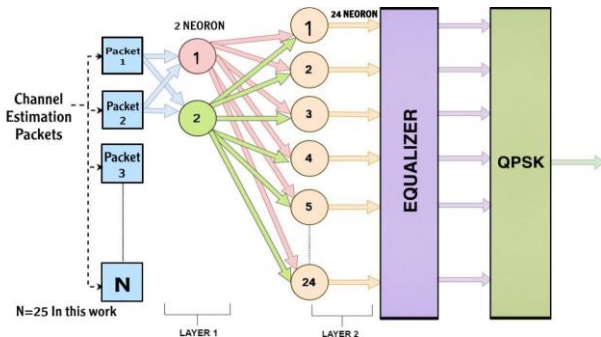 2 NEORON
24 NEORON
Packet
1
Packet
2
Packet
3
N
Channel
Estimation
Packets
N=25 In this work
1
2
LAYER 1
1
2
3
4
5
24
LAYER 2
EQUALIZER
QPSK